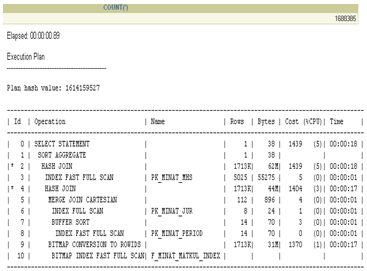 COUNT(*)
1608305
Elapsed: 00:00:00.89
Execution Plan
Plan hash value: 1614159527
| Id | Operation | Name | Rows | Bytes | Cost (%CPU)| Time |
| 0 | SELECT STATEMENT | | 1 | 38 | 1439 (5)| 00:00:18 |
| 1 | SORT AGGREGATE | | 1 | 38 | | |
|* 2 | HASH JOIN | | 1713K| 62M| 1439 (5)| 00:00:18 |
| 3 | INDEX FAST FULL SCAN | PK_MINAT_MHS | 5025 | 55275 | 5 (0)| 00:00:01 |
|* 4 | HASH JOIN | | 1713K| 44M| 1404 (3)| 00:00:17 |
| 5 | MERGE JOIN CARTESIAN | | 112 | 896 | 4 (0)| 00:00:01 |
| 6 | INDEX FULL SCAN | PK_MINAT_JUR | 8 | 24 | 1 (0)| 00:00:01 |
| 7 | BUFFER SORT | | 14 | 70 | 3 (0)| 00:00:01 |
| 8 | INDEX FAST FULL SCAN | PK_MINAT_PERIOD | 14 | 70 | 0 (0)| 00:00:01 |
| 9 | BITMAP CONVERSION TO ROWIDS | | 1713K| 31M| 1370 (1)| 00:00:17 |
| 10 | BITMAP INDEX FAST FULL SCAN| F_MINAT_MATKUL_INDEX | | | | |